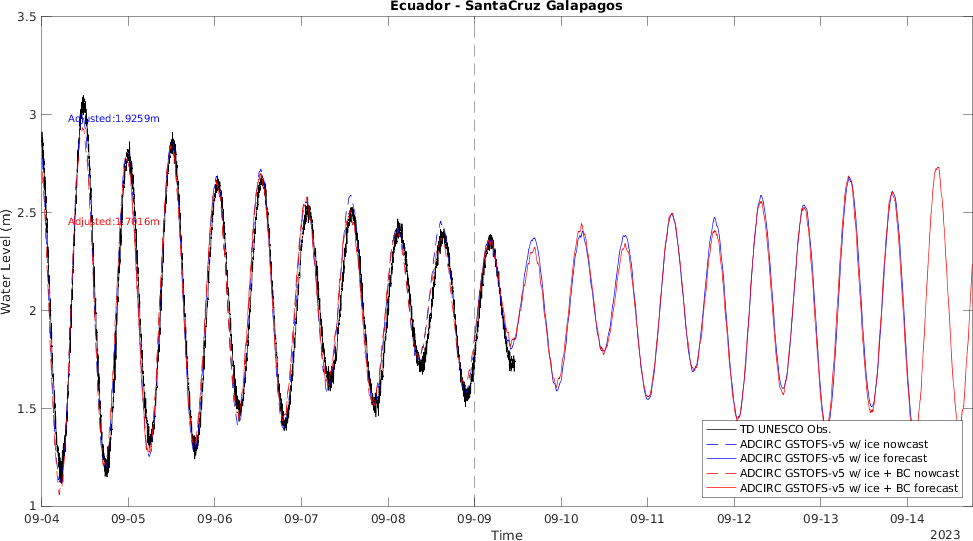 Ecuador - SantaCruz Galapagos
3.5
3
2.5
2
1.5
1
Water Level (m)
Adjusted:1.9259m
Adjusted:1.7016m
TD UNESCO Obs.
ADCIRC GSTOFS-v5 w/ ice nowcast
ADCIRC GSTOFS-v5 w/ ice forecast
ADCIRC GSTOFS-v5 w/ ice + BC nowcast
ADCIRC GSTOFS-v5 w/ ice + BC forecast
09-04 09-05 09-06 09-07 09-08 09-09 09-10 09-11 09-12 09-13 09-14
Time
2023